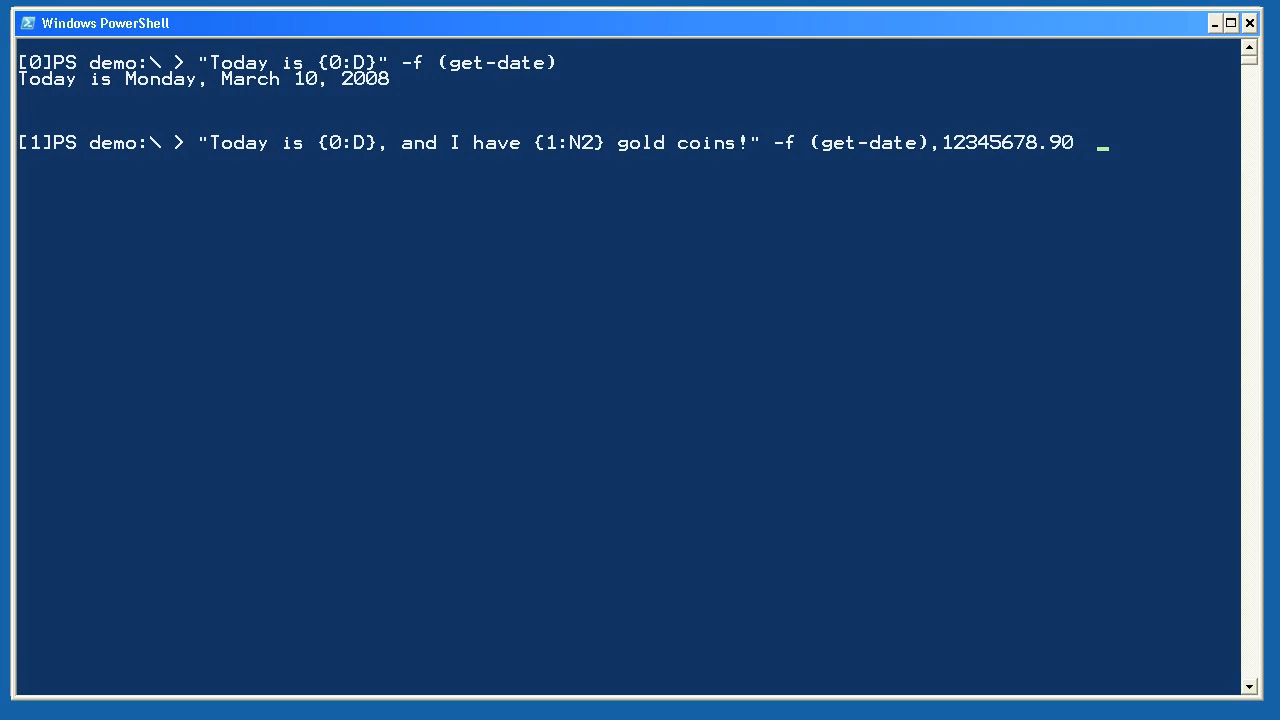 Windows PowerShell
[0]PS demo:\ > "Today is {0:D}" -f (get-date)
Today is Monday, March 10, 2008
[1]PS demo:\ > "Today is {0:D}, and I have {1:N2} gold coins!" -f (get-date),12345678.90